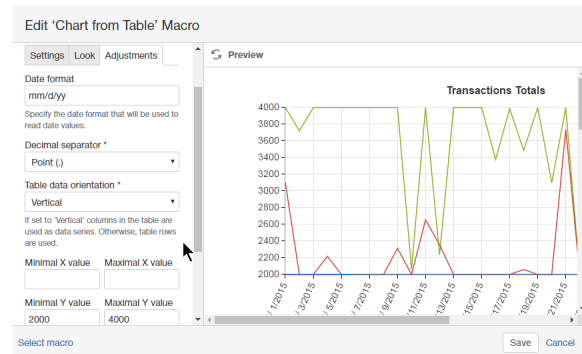 Edit ‘Chart from Table’ Macro
Settings Look Adjustments
Date format
mm/d/yy
Specify the date format that will be used to
read date values.
Decimal separator *
Point (.)
Table data orientation *
Vertical
If set to 'Vertical' columns in the table are
used as data series. Otherwise, table rows
are used.
Minimal X value Maximal X value
Minimal Y value Maximal Y value
2000 4000
Preview
Transactions Totals
4000
3800
3600
3400
3200
3000
2800
2600
2400
2200
2000
1/2015
/3/2015
/5/2015
/7/2015
/9/2015
/11/2015
/13/2015
/15/2015
/17/2015
/19/2015
/21/2015
Select macro
Save Cancel